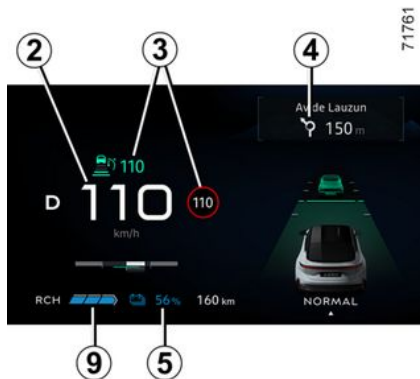 71761
2
3
4
Av de Lauzun
150 m
110
D
110
110
km/h
RCH
56%
160 km
NORMAL
9
5